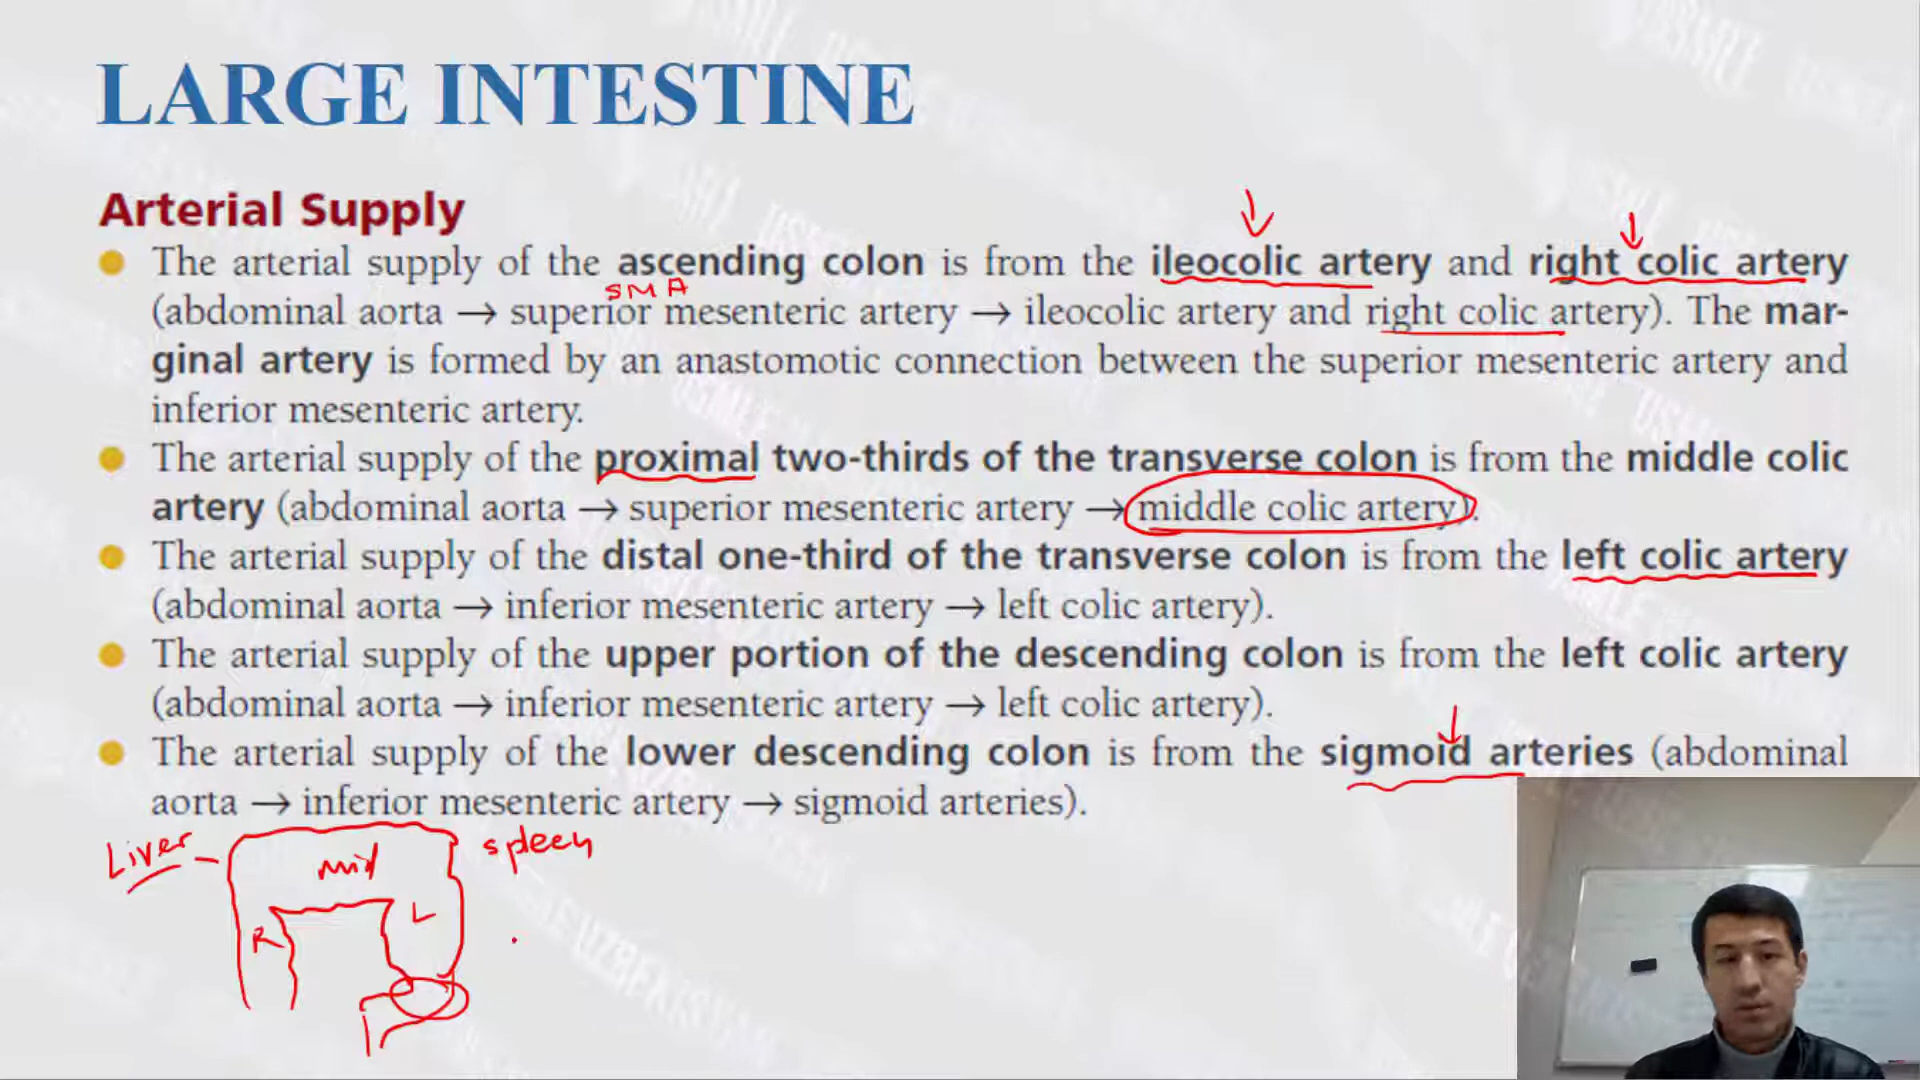 LARGE INTESTINE
Arterial Supply
The arterial supply of the ascending colon is from the ileocolic artery and right colic artery
SMA
(abdominal aorta → superior mesenteric artery → ileocolic artery and right colic artery). The mar-
ginal artery is formed by an anastomotic connection between the superior mesenteric artery and
inferior mesenteric artery.
The arterial supply of the proximal two-thirds of the transverse colon is from the middle colic
artery (abdominal aorta → superior mesenteric artery → middle colic artery).
The arterial supply of the distal one-third of the transverse colon is from the left colic artery
(abdominal aorta → inferior mesenteric artery → left colic artery).
The arterial supply of the upper portion of the descending colon is from the left colic artery
(abdominal aorta → inferior mesenteric artery → left colic artery).
The arterial supply of the lower descending colon is from the sigmoid arteries (abdominal
aorta → inferior mesenteric artery → sigmoid arteries).
Liver
spleen
mid
L
R